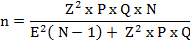 n = Z² x P x Q x N / E²( N – 1) + Z² x P x Q